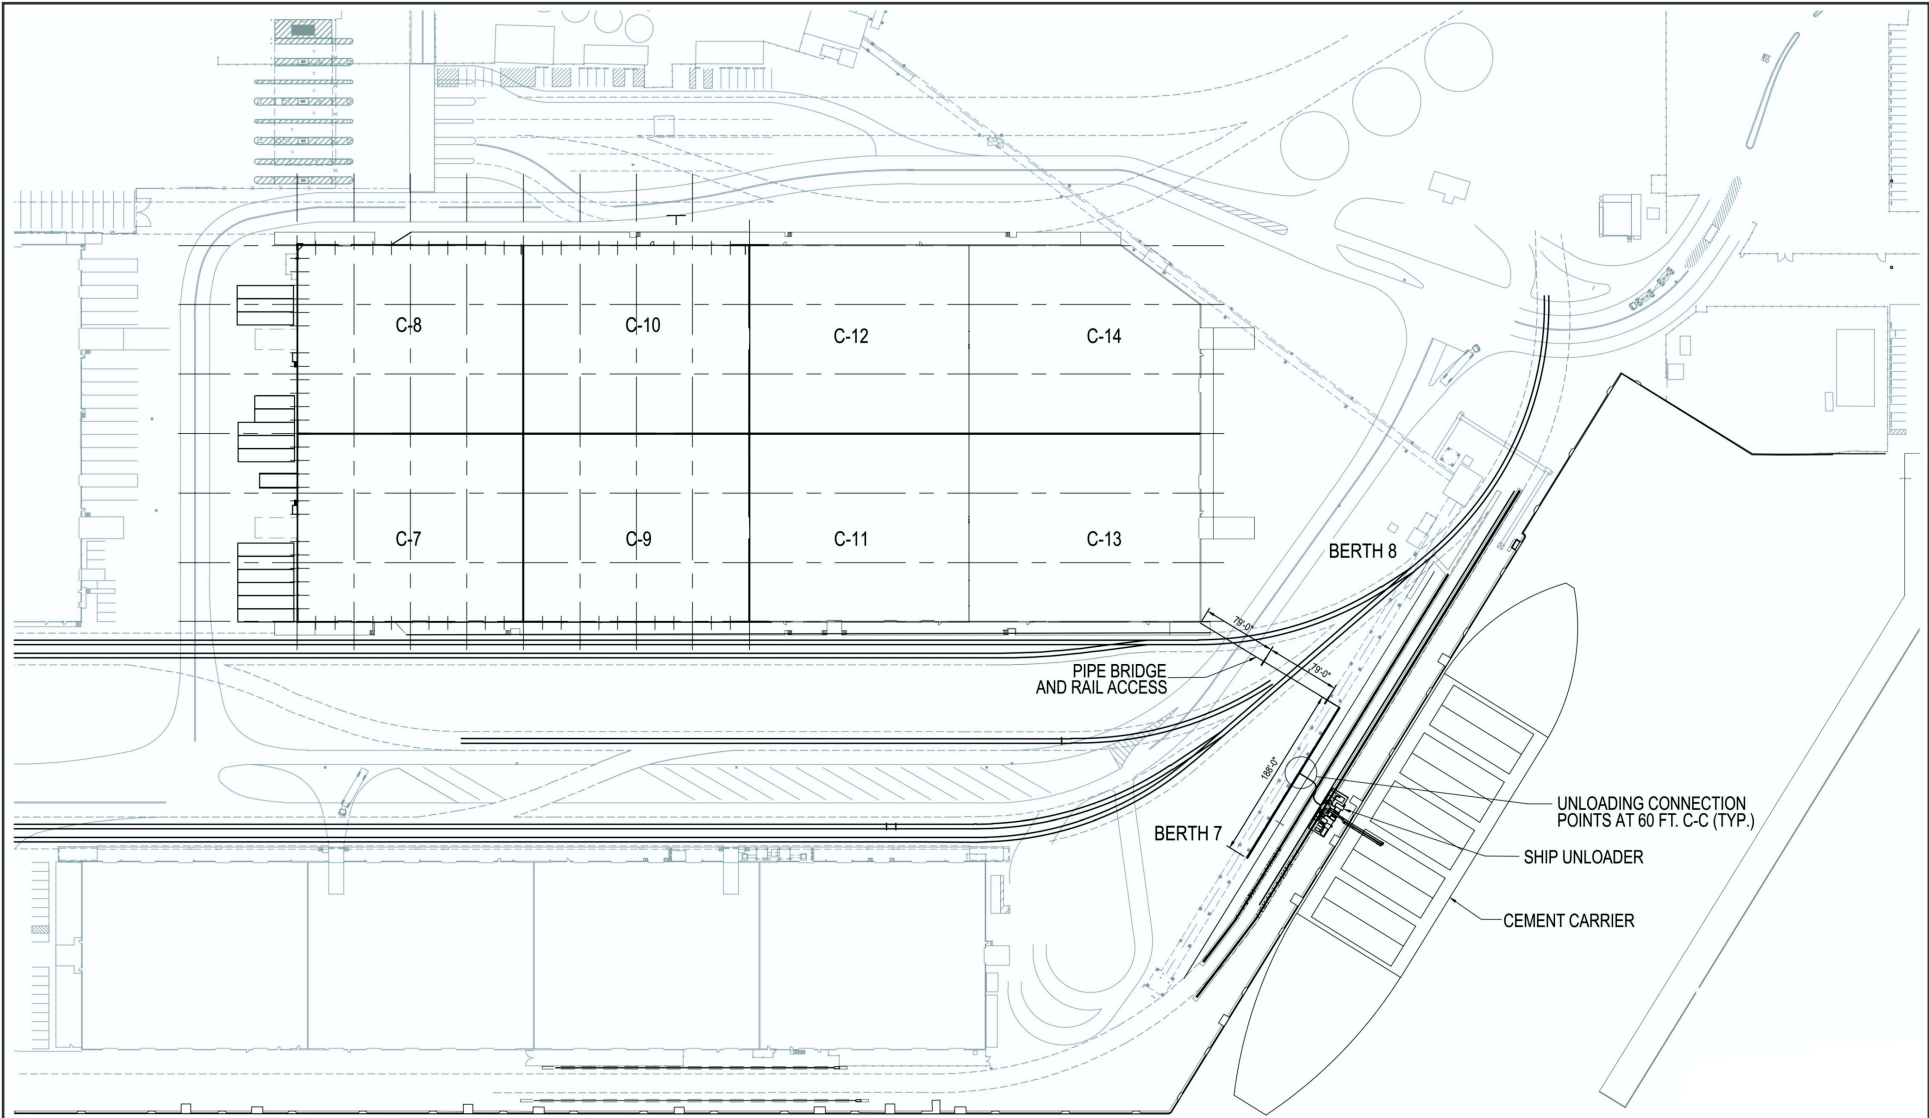 C-8
C-10
C-12
C-14
C-7
C-9
C-11
C-13
BERTH 8
79'-0"
79'-0"
PIPE BRIDGE
AND RAIL ACCESS
188'-0"
BERTH 7
UNLOADING CONNECTION
POINTS AT 60 FT. C-C (TYP.)
SHIP UNLOADER
CEMENT CARRIER